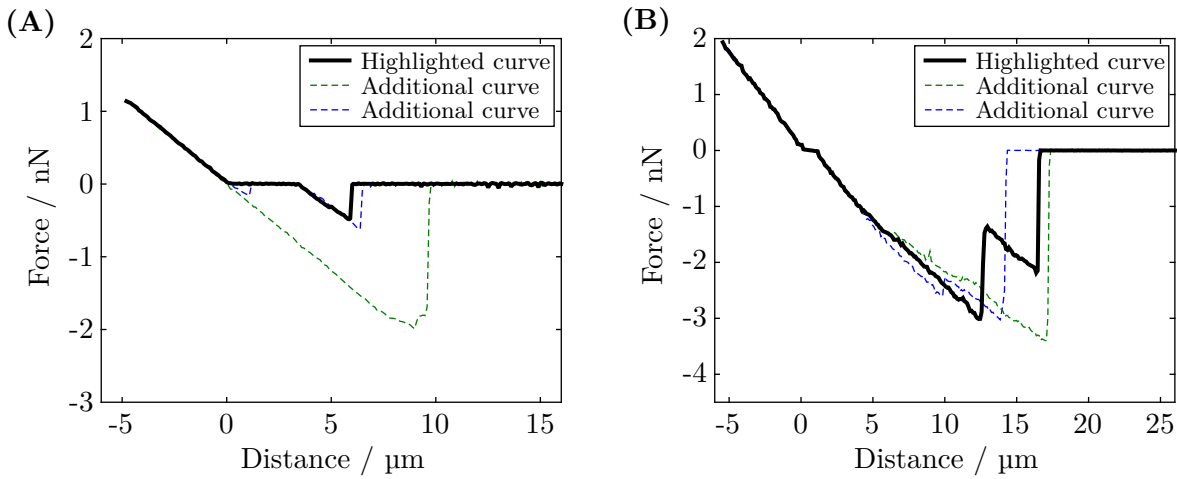 (A)
2
1
0
-1
-2
-3
-5
0
5
10
15
Force / nN
Distance / µm
Highlighted curve
Additional curve
Additional curve
(B)
2
1
0
-1
-2
-3
-4
-5
0
5
10
15
20
25
Force / nN
Distance / µm
Highlighted curve
Additional curve
Additional curve